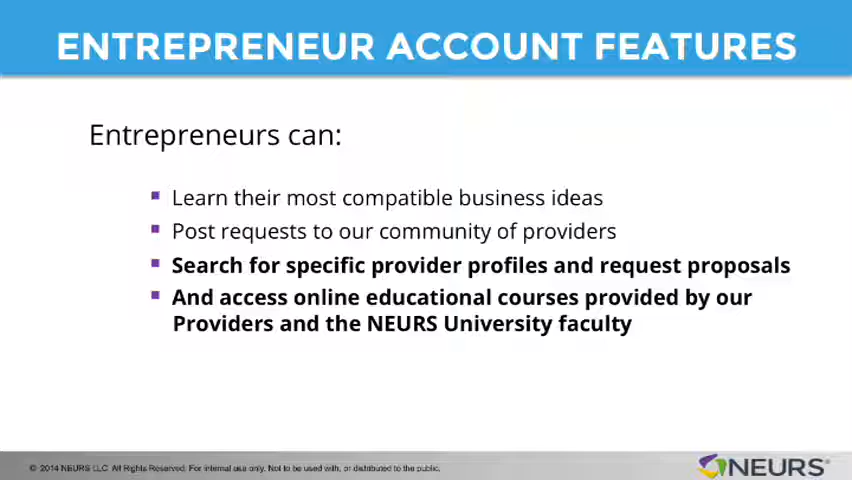 ENTREPRENEUR ACCOUNT FEATURES
Entrepreneurs can:
▪ Learn their most compatible business ideas
▪ Post requests to our community of providers
▪ Search for specific provider profiles and request proposals
▪ And access online educational courses provided by our
Providers and the NEURS University faculty
© 2014 NEURS LLC. All Rights Reserved. For internal use only. Not to be used with, or distributed to the public.
NEURS®